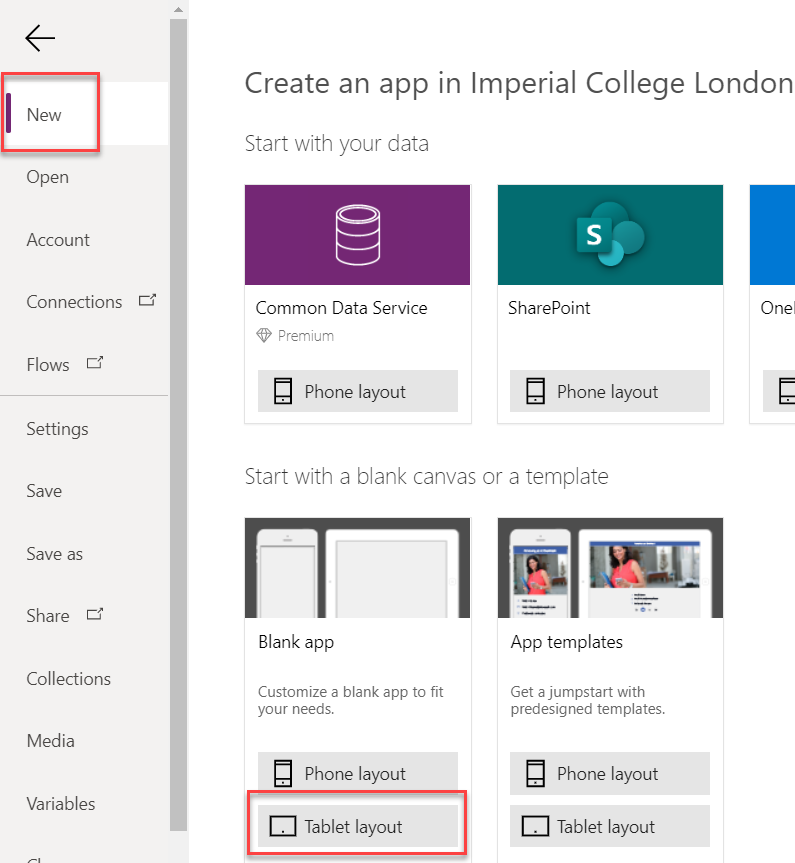 New
Open
Account
Connections
Flows
Settings
Save
Save as
Share
Collections
Media
Variables
Create an app in Imperial College London
Start with your data
Common Data Service
Premium
Phone layout
S
SharePoint
Phone layout
Start with a blank canvas or a template
Blank app
Customize a blank app to fit
your needs.
Phone layout
Tablet layout
App templates
Get a jumpstart with
predesigned templates.
Phone layout
Tablet layout